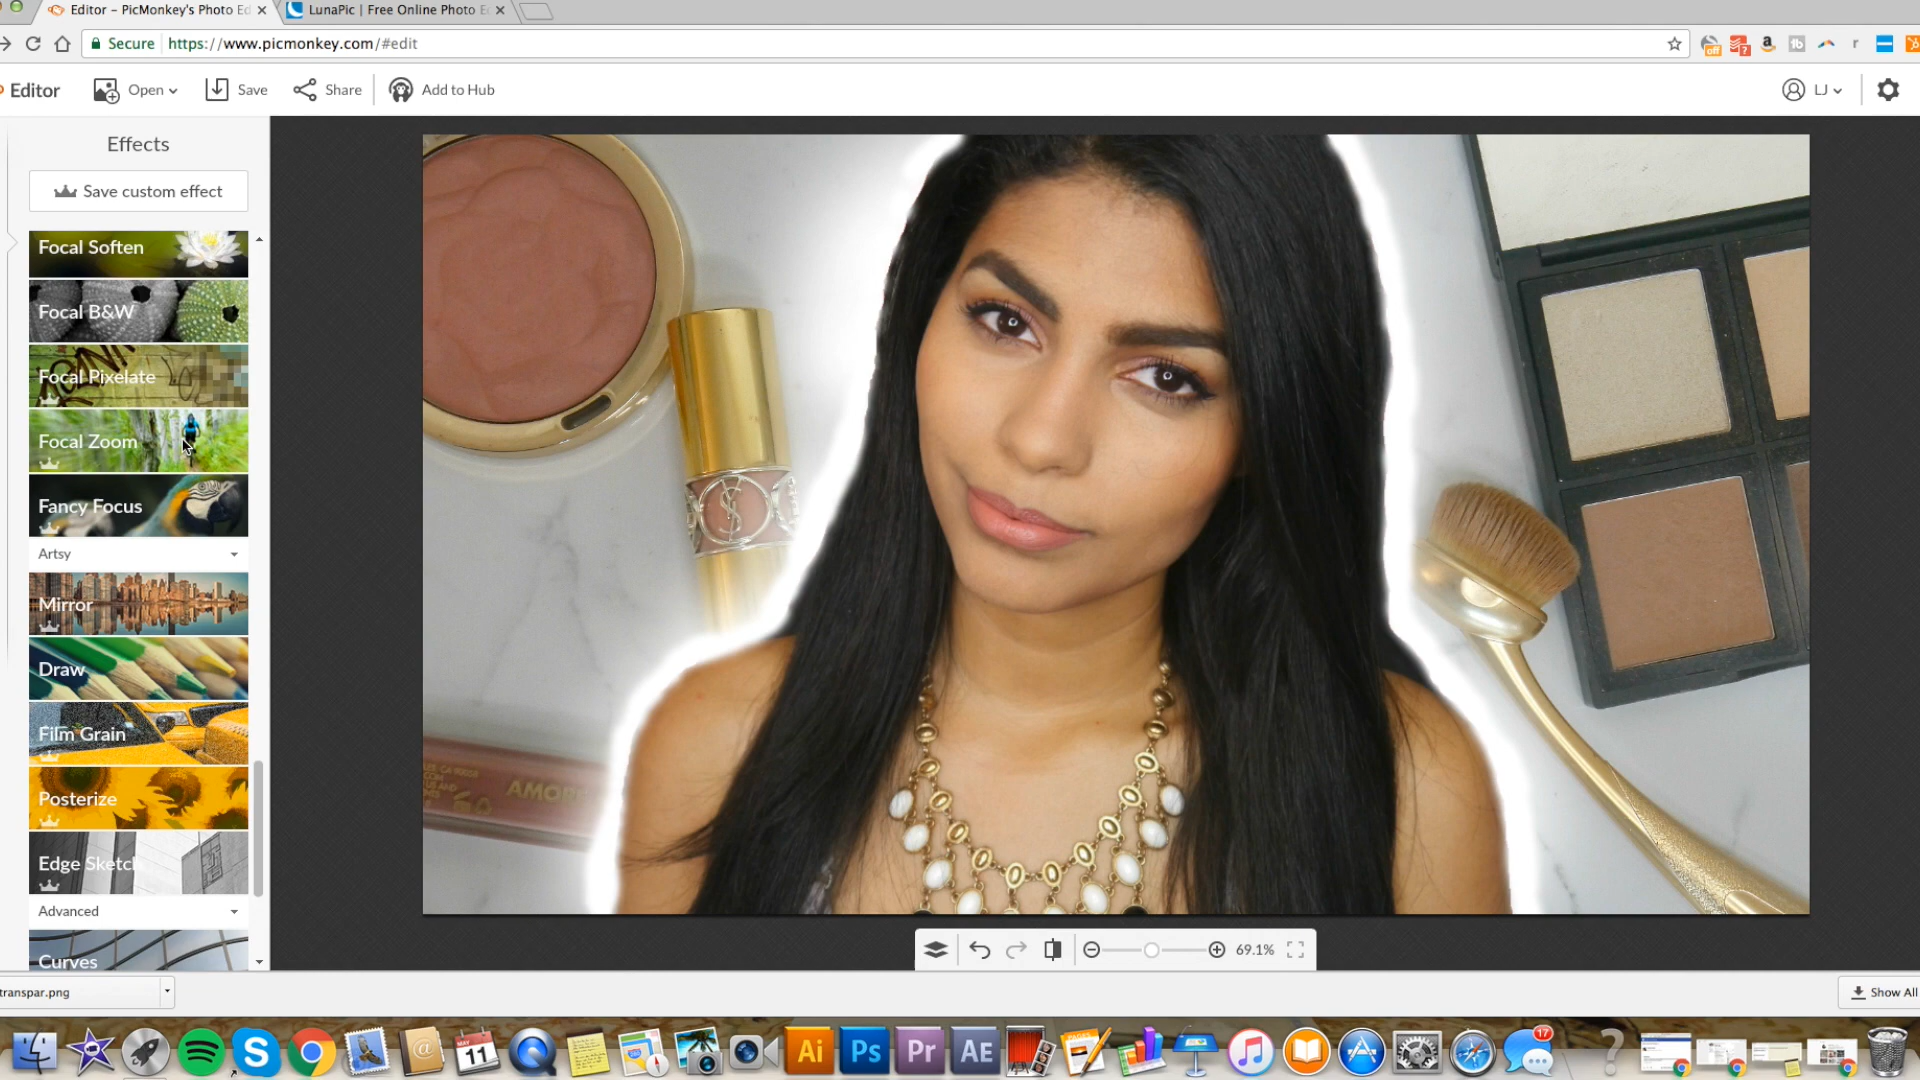 Editor – PicMonkey's Photo Ed
LunaPic | Free Online Photo E
Secure
https://www.picmonkey.com/#edit
off
?
a
r
Editor
Open
Save
Share
Add to Hub
LJ
Effects
Save custom effect
Focal Soften
Focal B&W
Focal Pixelate
Focal Zoom
Fancy Focus
Artsy
Mirror
Draw
Film Grain
Posterize
Edge Sketch
Advanced
Curves
AMOR
69.1%
transpar.png
Show All
MAY
11
Ai
Ps
Pr
AE
17